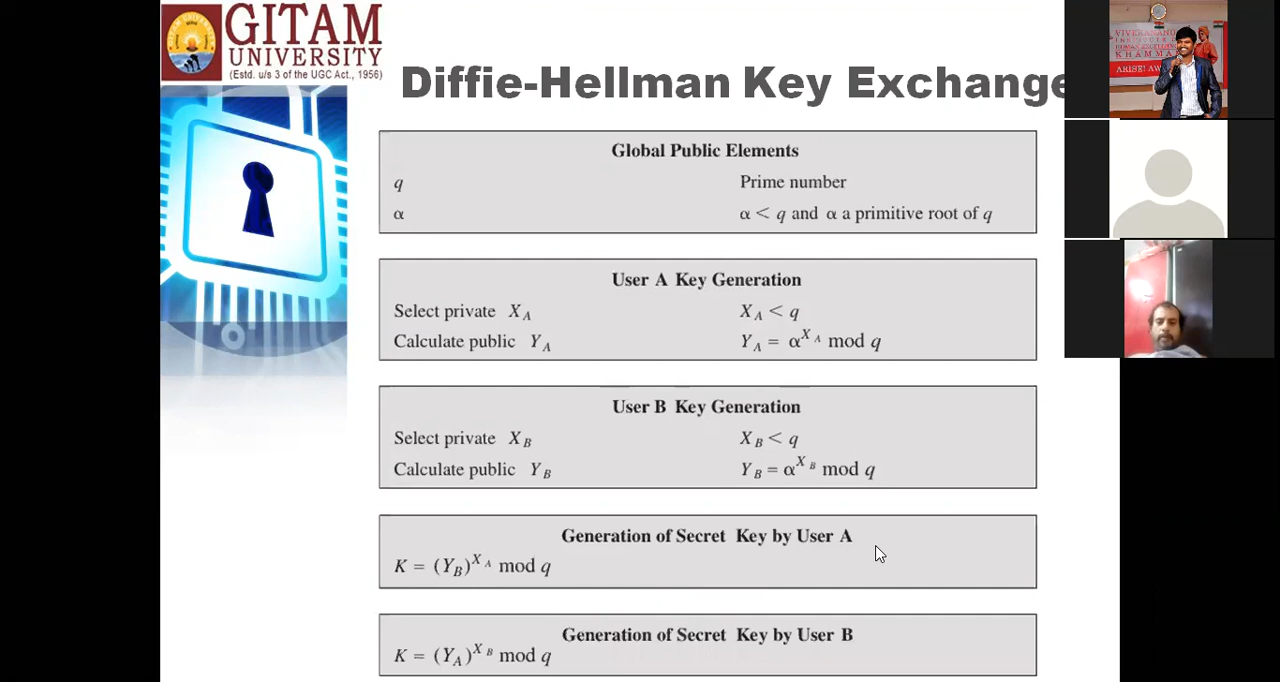 GITAM
UNIVERSITY
(Estd. u/s 3 of the UGC Act., 1956)
Diffie-Hellman Key Exchange
Global Public Elements
q Prime number
α α < q and α a primitive root of q
User A Key Generation
Select private X_A X_A < q
Calculate public Y_A Y_A = α^{X_A} mod q
User B Key Generation
Select private X_B X_B < q
Calculate public Y_B Y_B = α^{X_B} mod q
Generation of Secret Key by User A
K = (Y_B)^{X_A} mod q
Generation of Secret Key by User B
K = (Y_A)^{X_B} mod q